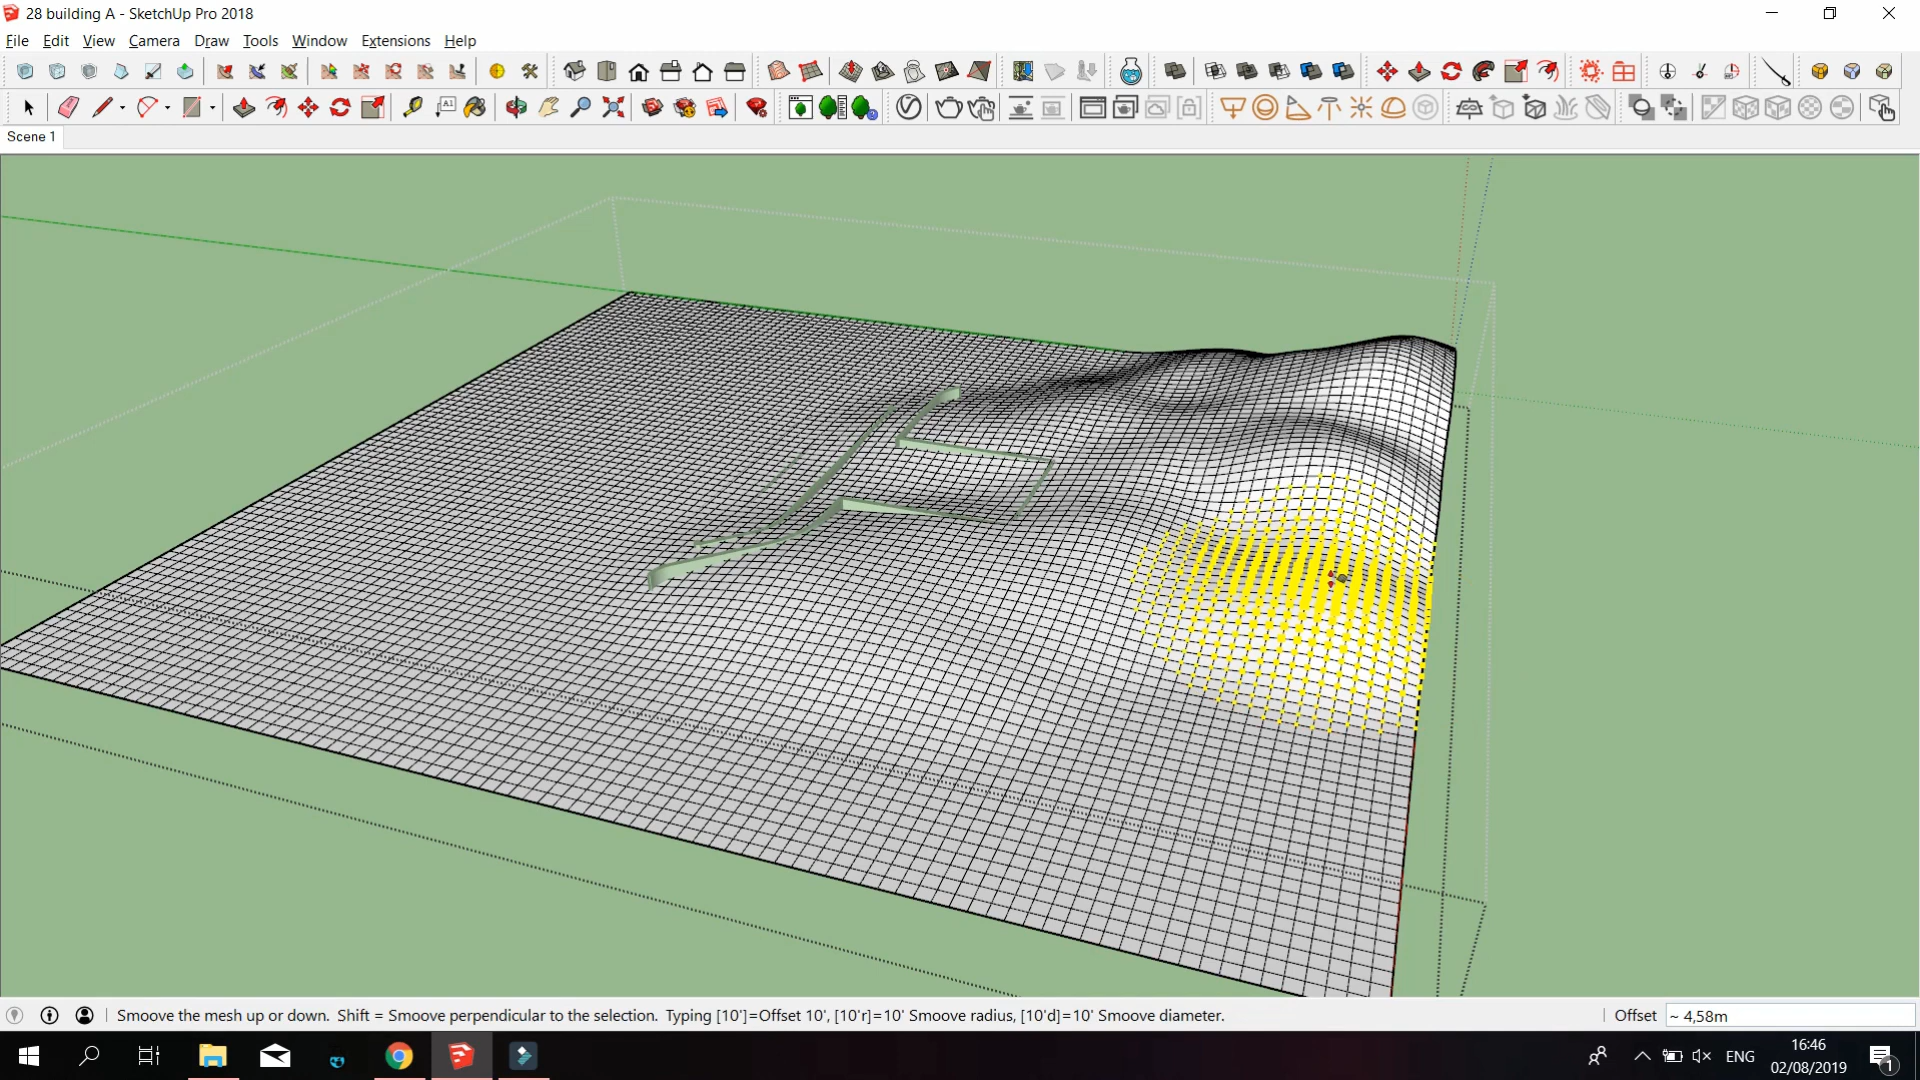 28 building A - SketchUp Pro 2018
File Edit View Camera Draw Tools Window Extensions Help
A1
Scene 1
Smoove the mesh up or down. Shift = Smoove perpendicular to the selection. Typing [10']=Offset 10', [10'r]=10' Smoove radius, [10'd]=10' Smoove diameter.
Offset ~ 4,58m
ENG
16:46
02/08/2019
1